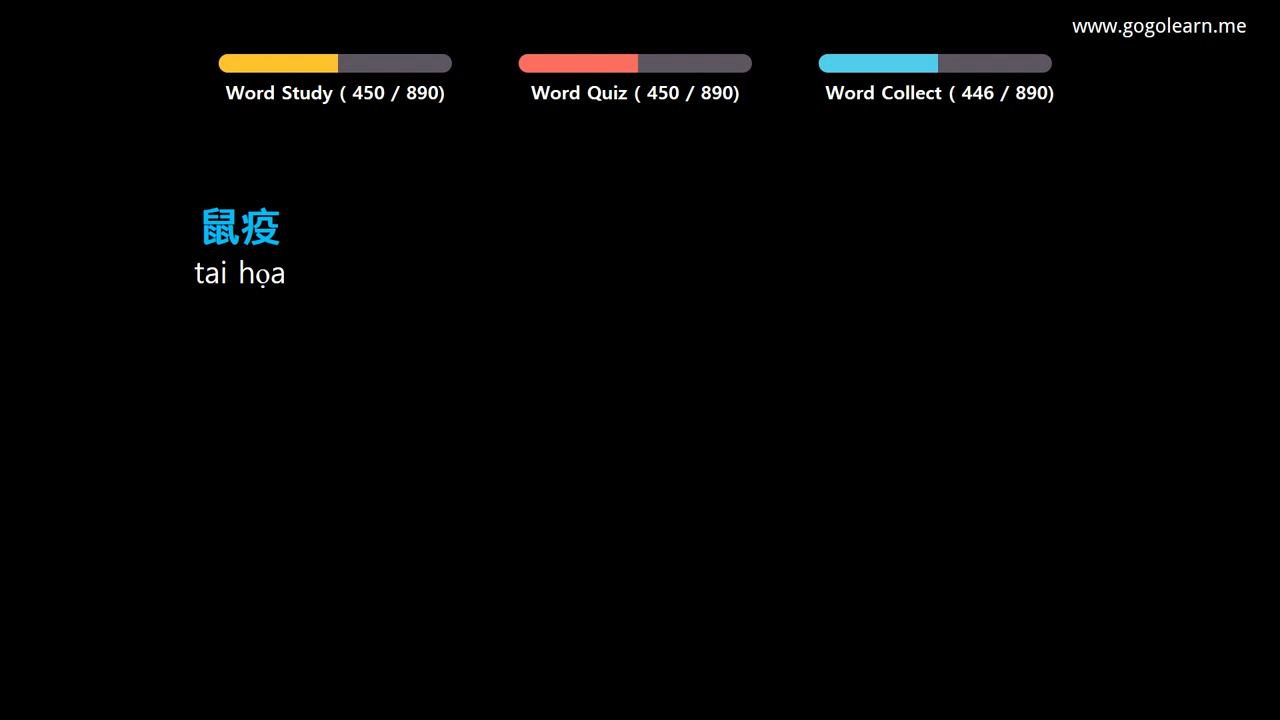 www.gogolearn.me
Word Study ( 450 / 890)
Word Quiz ( 450 / 890)
Word Collect ( 446 / 890)
鼠疫
tai họa